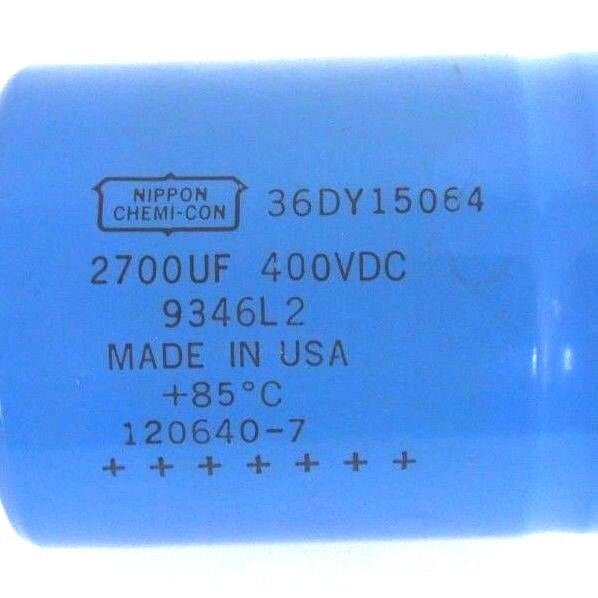 NIPPON
CHEMI-CON
36DY15064
2700UF 400VDC
9346L2
MADE IN USA
+85°C
120640-7
+ + + + + + +